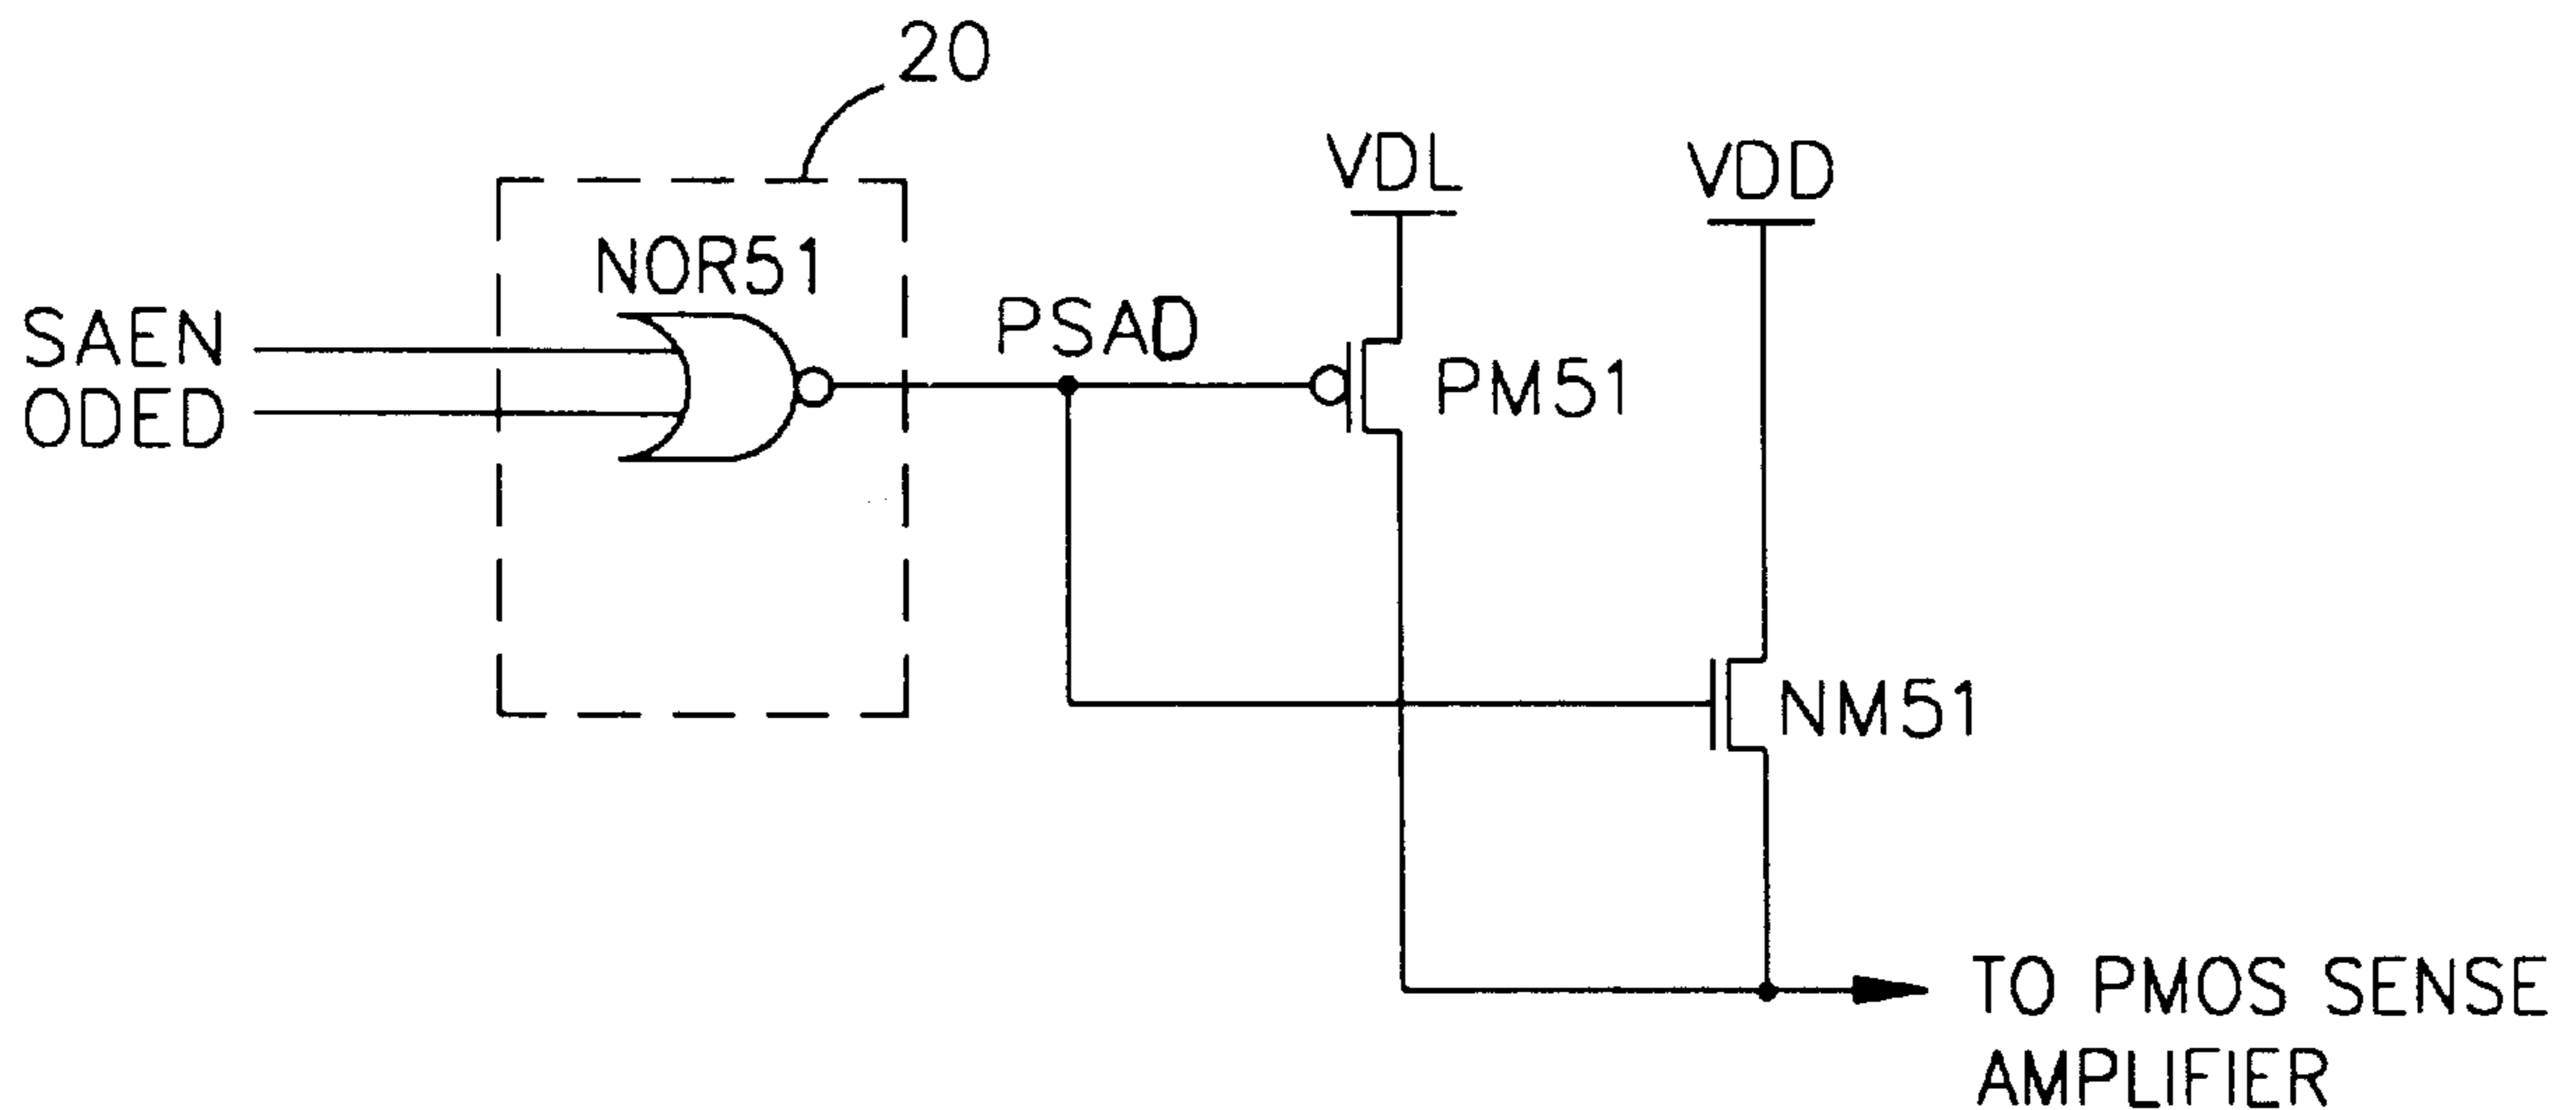 20
VDL
VDD
NOR51
SAEN
PSAD
PM51
ODED
NM51
TO PMOS SENSE
AMPLIFIER